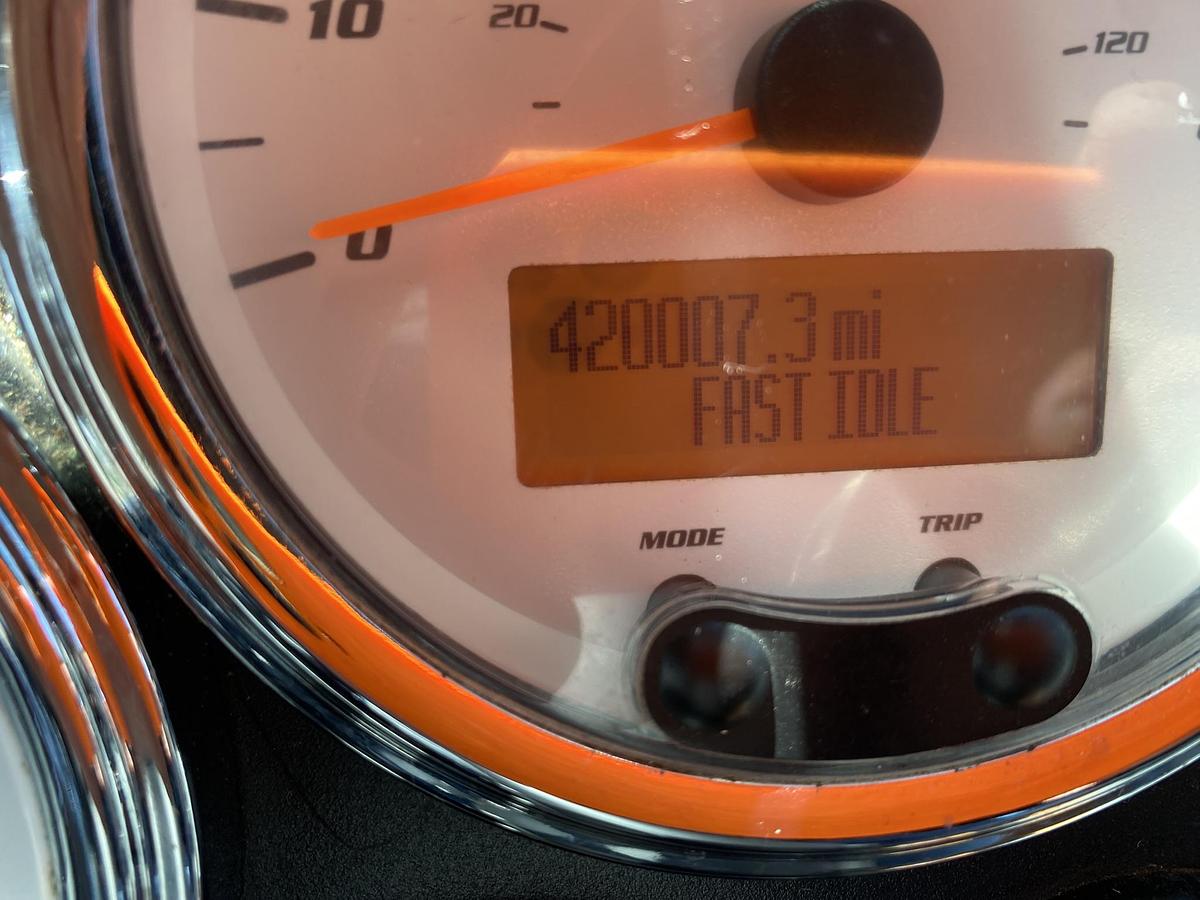 10
20
120
0
420007.3 mi
FAST IDLE
MODE
TRIP